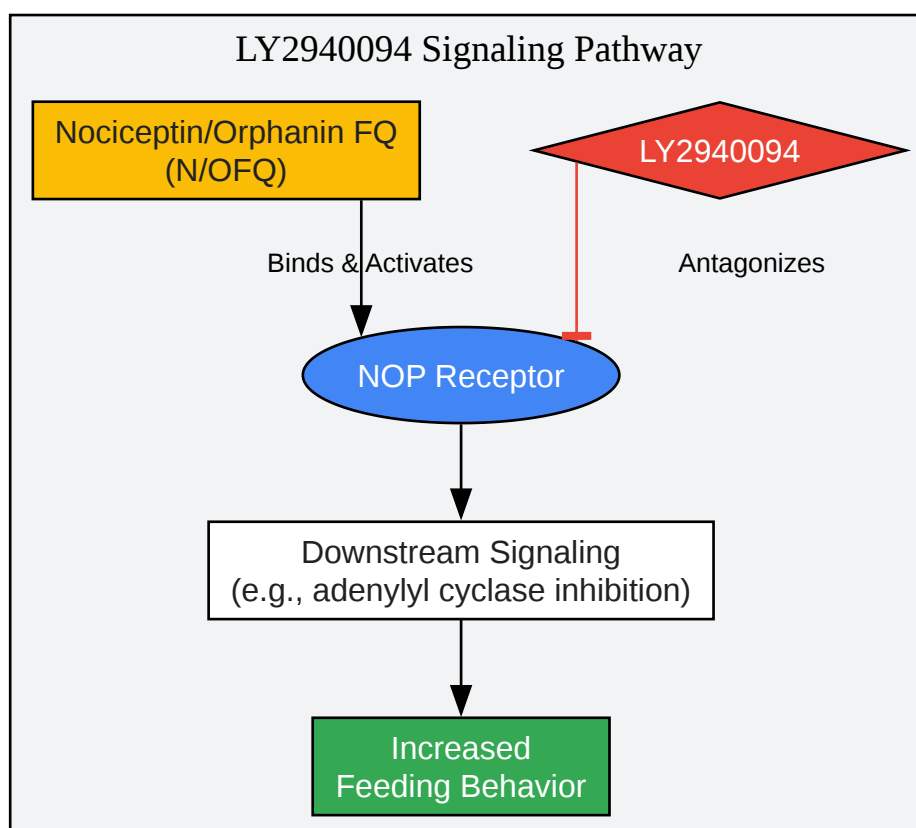 LY2940094 Signaling Pathway
Nociceptin/Orphanin FQ
(N/OFQ)
LY2940094
Binds & Activates
Antagonizes
NOP Receptor
Downstream Signaling
(e.g., adenylyl cyclase inhibition)
Increased
Feeding Behavior